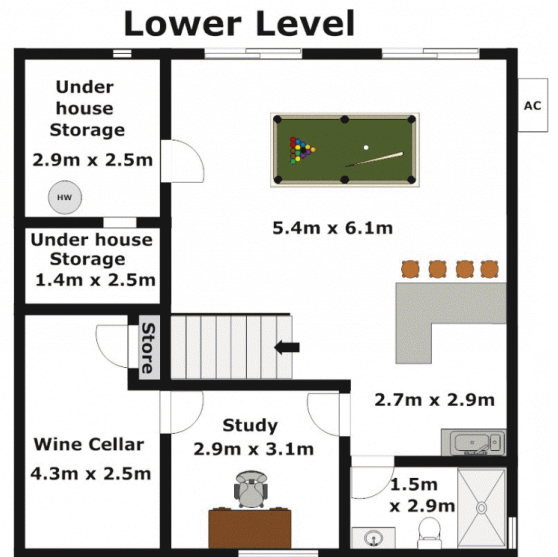 Lower Level
Under
house
Storage
2.9m x 2.5m
HW
AC
5.4m x 6.1m
Under house
Storage
1.4m x 2.5m
Store
2.7m x 2.9m
Study
2.9m x 3.1m
Wine Cellar
4.3m x 2.5m
1.5m
x 2.9m